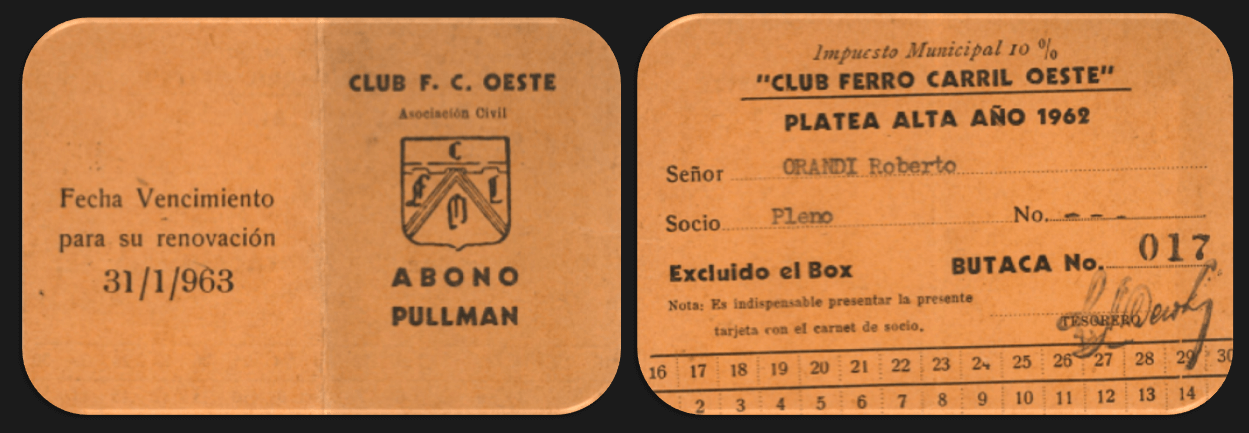 Fecha Vencimiento
para su renovación
31/1/963
CLUB F. C. OESTE
Asociación Civil
C
ABONO
PULLMAN
Impuesto Municipal 10 %
"CLUB FERRO CARRIL OESTE"
PLATEA ALTA AÑO 1962
Señor ORANDI Roberto
Socio Pleno No. - - -
Excluido el Box BUTACA No. 017
Nota: Es indispensable presentar la presente
tarjeta con el carnet de socio.
TESORERO
16 17 18 19 20 21 22 23 24 25 26 27 28 29 30
2 3 4 5 6 7 8 9 10 11 12 13 14